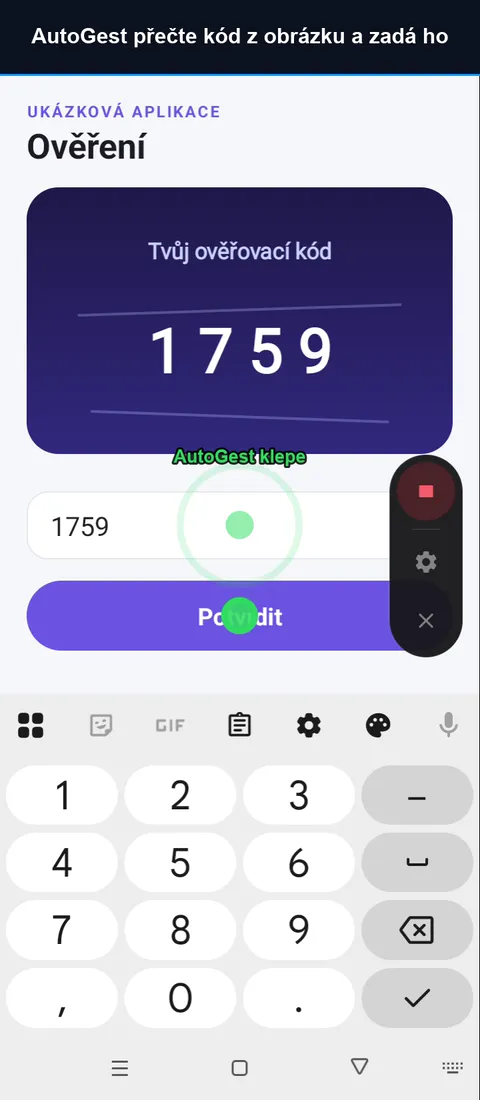 AutoGest přečte kód z obrázku a zadá ho
UKÁZKOVÁ APLIKACE
Ověření
Tvůj ověřovací kód
1759
AutoGest klepe
1759
Potvrdit
GIF
1 2 3 –
4 5 6
7 8 9
, 0 .